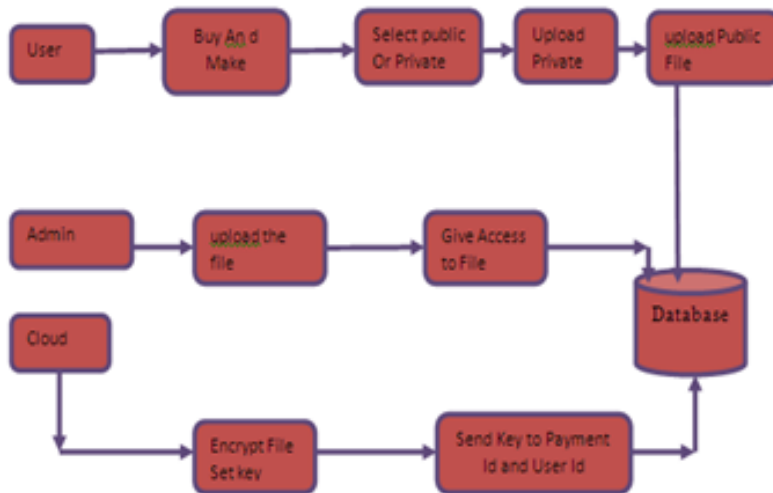 User
Buy An d
Make
Select public
Or Private
Upload
Private
upload Public
File
Admin
upload the
file
Give Access
to File
Database
Cloud
Encrypt File
Set key
Send Key to Payment
Id and User Id